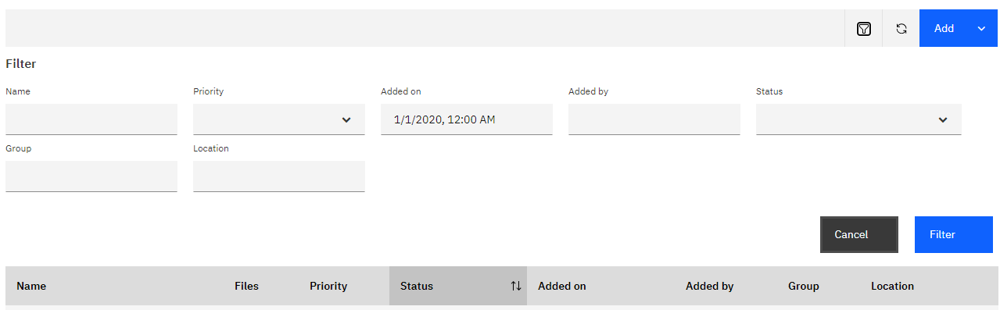 Add
Filter
Name Priority Added on Added by Status
1/1/2020, 12:00 AM
Group Location
Cancel Filter
Name Files Priority Status Added on Added by Group Location